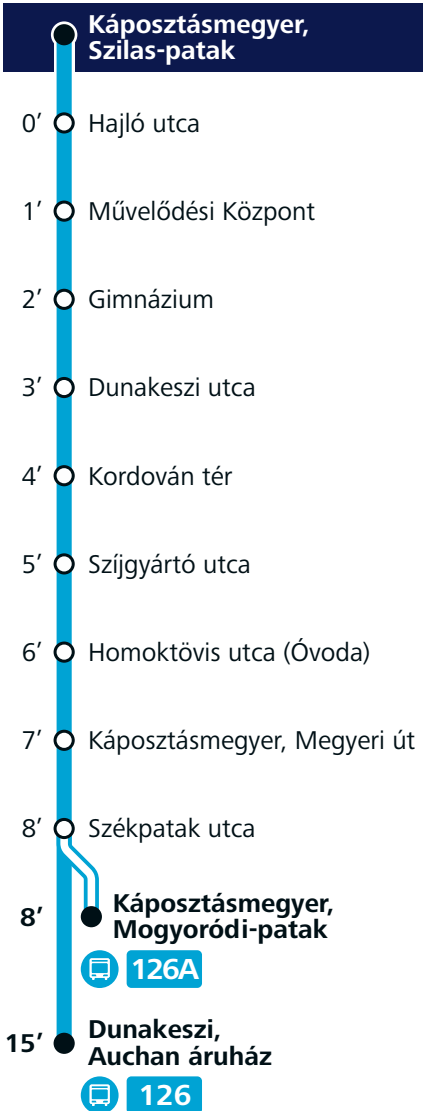 Káposztásmegyer,
Szilas-patak
0’ Hajló utca
1’ Művelődési Központ
2’ Gimnázium
3’ Dunakeszi utca
4’ Kordován tér
5’ Szíjgyártó utca
6’ Homoktövis utca (Óvoda)
7’ Káposztásmegyer, Megyeri út
8’ Székpatak utca
8’ Káposztásmegyer,
Mogyoródi-patak
126A
15’ Dunakeszi,
Auchan áruház
126